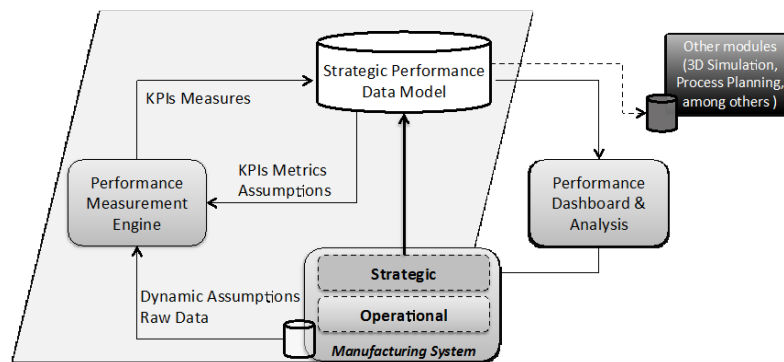 Other modules
(3D Simulation,
Process Planning,
among others )
Strategic Performance
Data Model
KPIs Measures
KPIs Metrics
Assumptions
Performance
Measurement
Engine
Performance
Dashboard &
Analysis
Strategic
Operational
Manufacturing System
Dynamic Assumptions
Raw Data